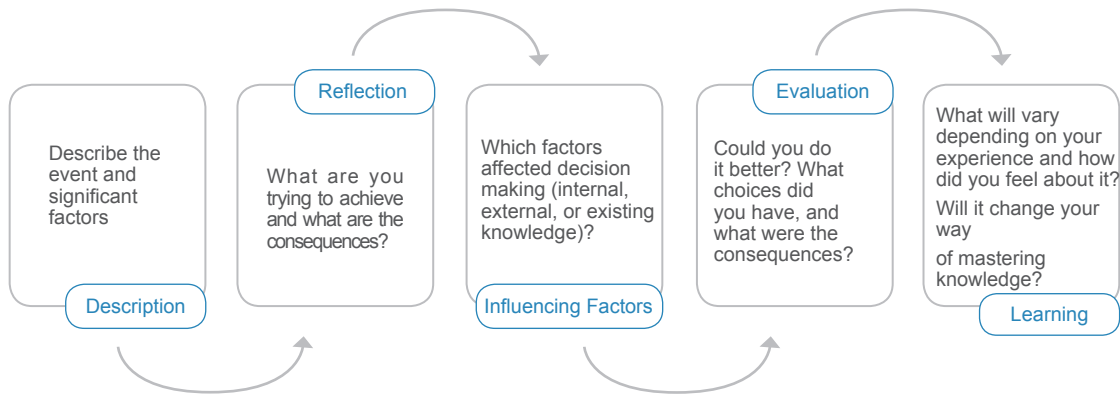 Describe the
event and
significant
factors
Description
Reflection
What are you
trying to achieve
and what are the
consequences?
Which factors
affected decision
making (internal,
external, or existing
knowledge)?
Influencing Factors
Evaluation
Could you do
it better? What
choices did
you have, and
what were the
consequences?
What will vary
depending on your
experience and how
did you feel about it?
Will it change your
way
of mastering
knowledge?
Learning